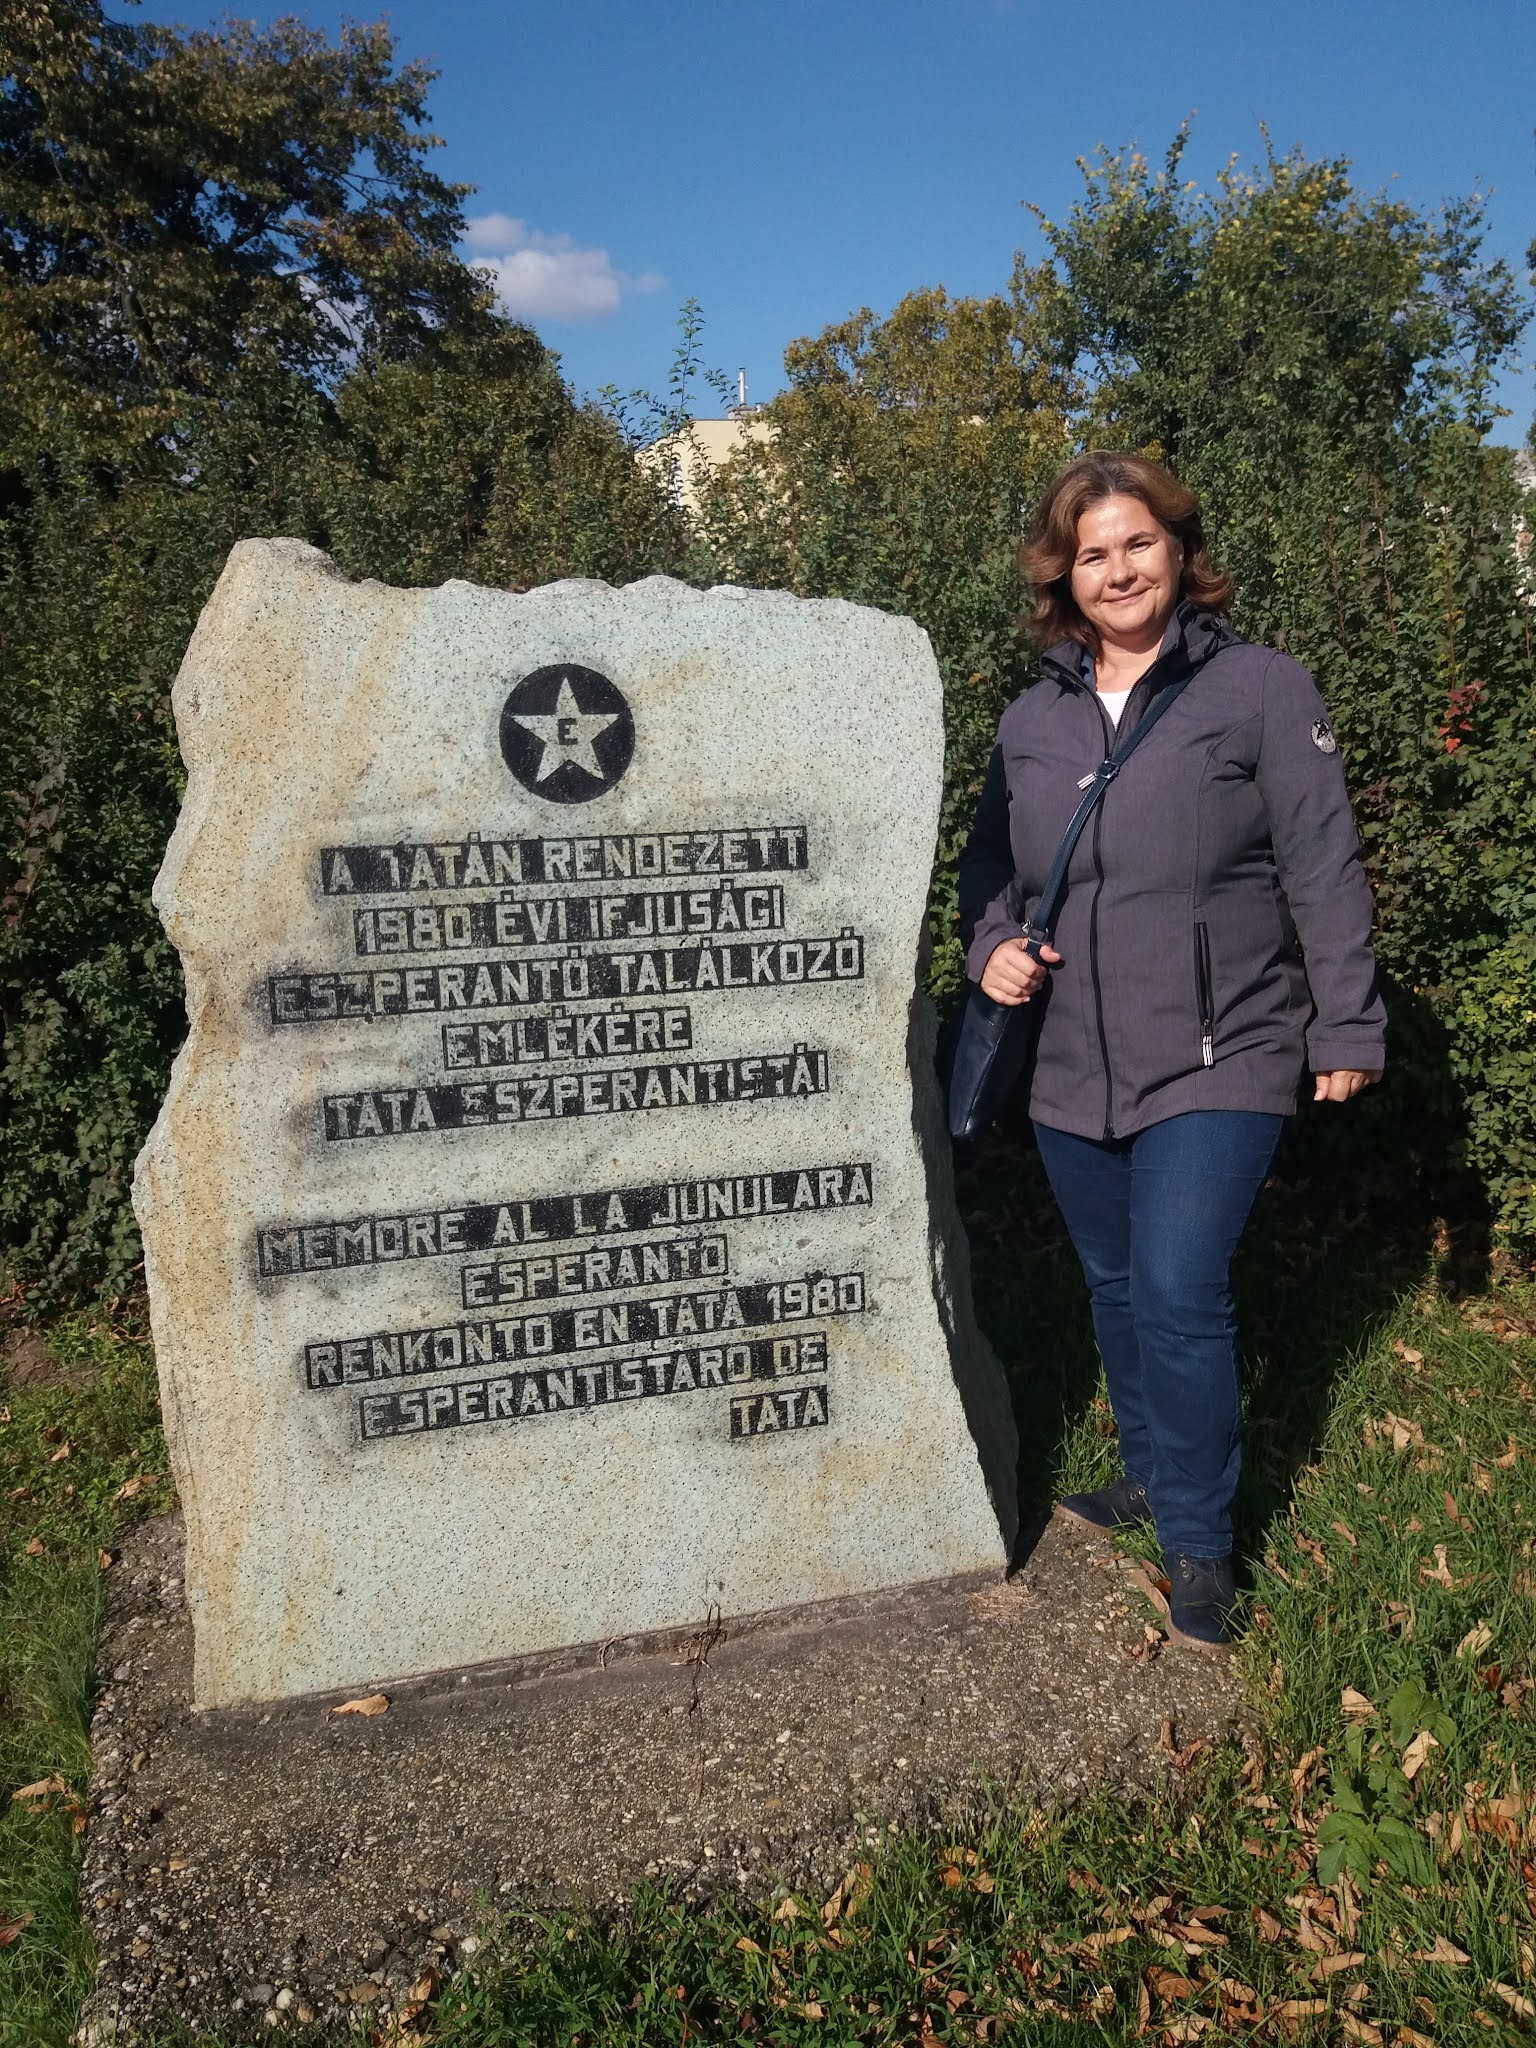 E
A TATÁN RENDEZETT
1980 ÉVI IFJUSÁGI
ESZPERANTÓ TALÁLKOZÓ
EMLÉKÉRE
TATA ESZPERANTISTÁI
MEMORE AL LA JUNULARA
ESPERANTO
RENKONTO EN TATA 1980
ESPERANTISTARO DE
TATA